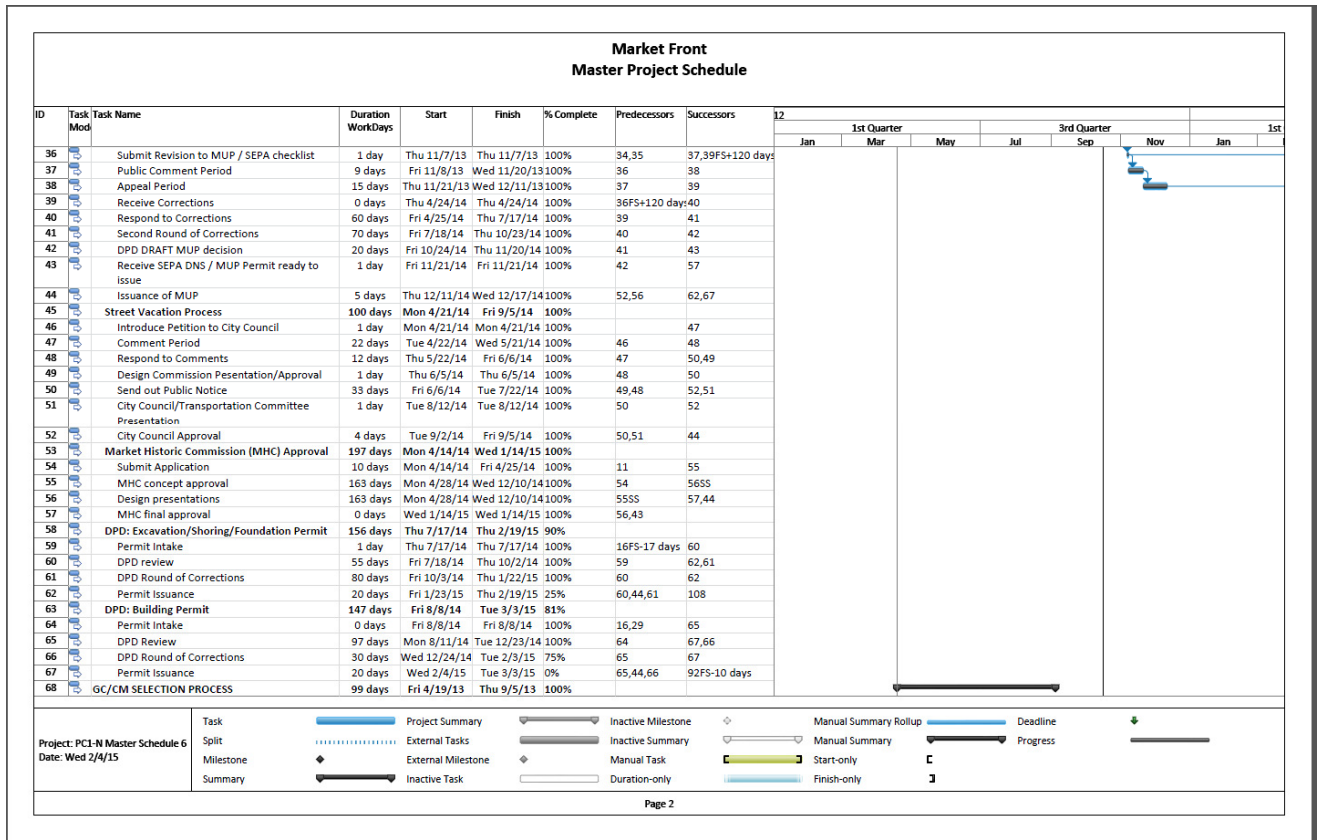 Market Front
Master Project Schedule
ID Task Mod Task Name Duration WorkDays Start Finish % Complete Predecessors Successors
12
1st Quarter 3rd Quarter 1st
Jan Mar May Jul Sep Nov Jan
36 Submit Revision to MUP / SEPA checklist 1 day Thu 11/7/13 Thu 11/7/13 100% 34,35 37,39FS+120 days
37 Public Comment Period 9 days Fri 11/8/13 Wed 11/20/13 100% 36 38
38 Appeal Period 15 days Thu 11/21/13 Wed 12/11/13 100% 37 39
39 Receive Corrections 0 days Thu 4/24/14 Thu 4/24/14 100% 36FS+120 days 40
40 Respond to Corrections 60 days Fri 4/25/14 Thu 7/17/14 100% 39 41
41 Second Round of Corrections 70 days Fri 7/18/14 Thu 10/23/14 100% 40 42
42 DPD DRAFT MUP decision 20 days Fri 10/24/14 Thu 11/20/14 100% 41 43
43 Receive SEPA DNS / MUP Permit ready to 1 day Fri 11/21/14 Fri 11/21/14 100% 42 57
issue
44 Issuance of MUP 5 days Thu 12/11/14 Wed 12/17/14 100% 52,56 62,67
45 Street Vacation Process 100 days Mon 4/21/14 Fri 9/5/14 100%
46 Introduce Petition to City Council 1 day Mon 4/21/14 Mon 4/21/14 100% 47
47 Comment Period 22 days Tue 4/22/14 Wed 5/21/14 100% 46 48
48 Respond to Comments 12 days Thu 5/22/14 Fri 6/6/14 100% 47 50,49
49 Design Commission Pesentation/Approval 1 day Thu 6/5/14 Thu 6/5/14 100% 48 50
50 Send out Public Notice 33 days Fri 6/6/14 Tue 7/22/14 100% 49,48 52,51
51 City Council/Transportation Committee 1 day Tue 8/12/14 Tue 8/12/14 100% 50 52
Presentation
52 City Council Approval 4 days Tue 9/2/14 Fri 9/5/14 100% 50,51 44
53 Market Historic Commission (MHC) Approval 197 days Mon 4/14/14 Wed 1/14/15 100%
54 Submit Application 10 days Mon 4/14/14 Fri 4/25/14 100% 11 55
55 MHC concept approval 163 days Mon 4/28/14 Wed 12/10/14 100% 54 56SS
56 Design presentations 163 days Mon 4/28/14 Wed 12/10/14 100% 55SS 57,44
57 MHC final approval 0 days Wed 1/14/15 Wed 1/14/15 100% 56,43
58 DPD: Excavation/Shoring/Foundation Permit 156 days Thu 7/17/14 Thu 2/19/15 90%
59 Permit Intake 1 day Thu 7/17/14 Thu 7/17/14 100% 16FS-17 days 60
60 DPD review 55 days Fri 7/18/14 Thu 10/2/14 100% 59 62,61
61 DPD Round of Corrections 80 days Fri 10/3/14 Thu 1/22/15 100% 60 62
62 Permit Issuance 20 days Fri 1/23/15 Thu 2/19/15 25% 60,44,61 108
63 DPD: Building Permit 147 days Fri 8/8/14 Tue 3/3/15 81%
64 Permit Intake 0 days Fri 8/8/14 Fri 8/8/14 100% 16,29 65
65 DPD Review 97 days Mon 8/11/14 Tue 12/23/14 100% 64 67,66
66 DPD Round of Corrections 30 days Wed 12/24/14 Tue 2/3/15 75% 65 67
67 Permit Issuance 20 days Wed 2/4/15 Tue 3/3/15 0% 65,44,66 92FS-10 days
68 GC/CM SELECTION PROCESS 99 days Fri 4/19/13 Thu 9/5/13 100%
Project: PC1-N Master Schedule 6
Date: Wed 2/4/15
Task Project Summary Inactive Milestone Manual Summary Rollup Deadline
Split External Tasks Inactive Summary Manual Summary Progress
Milestone External Milestone Manual Task Start-only
Summary Inactive Task Duration-only Finish-only
Page 2